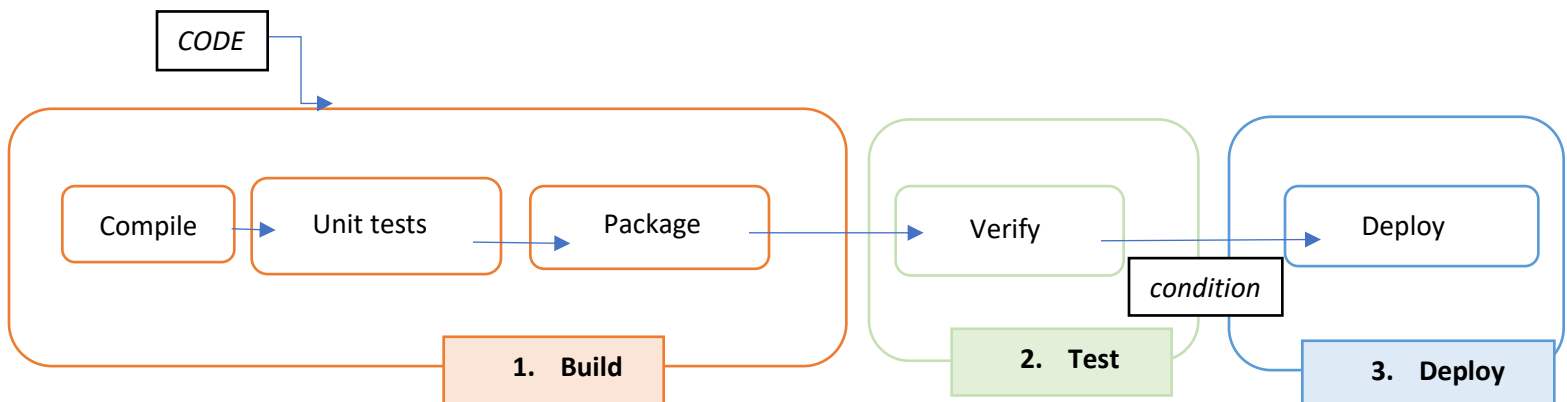 CODE
Compile
Unit tests
Package
Verify
Deploy
condition
1. Build
2. Test
3. Deploy